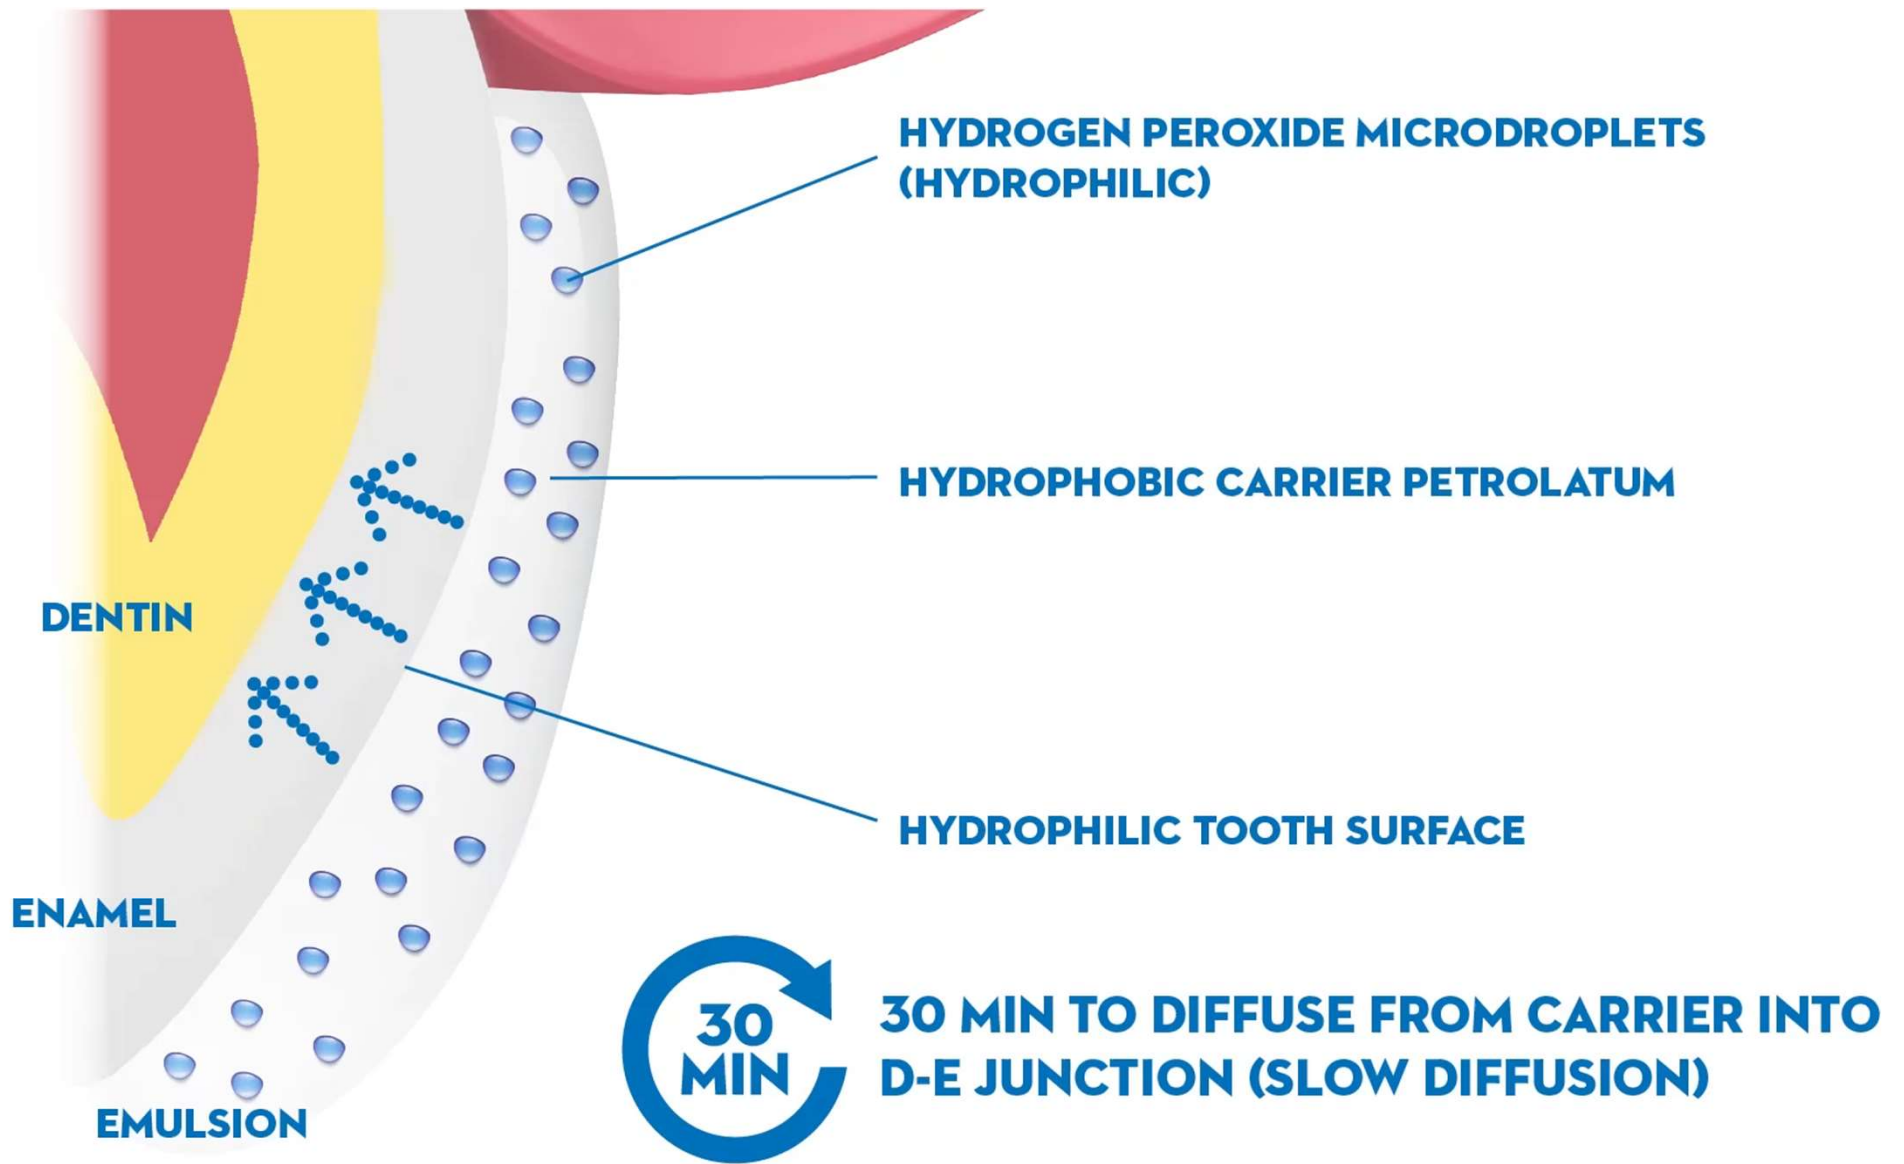 HYDROGEN PEROXIDE MICRODROPLETS
(HYDROPHILIC)
HYDROPHOBIC CARRIER PETROLATUM
DENTIN
HYDROPHILIC TOOTH SURFACE
ENAMEL
30
MIN
30 MIN TO DIFFUSE FROM CARRIER INTO
D-E JUNCTION (SLOW DIFFUSION)
EMULSION